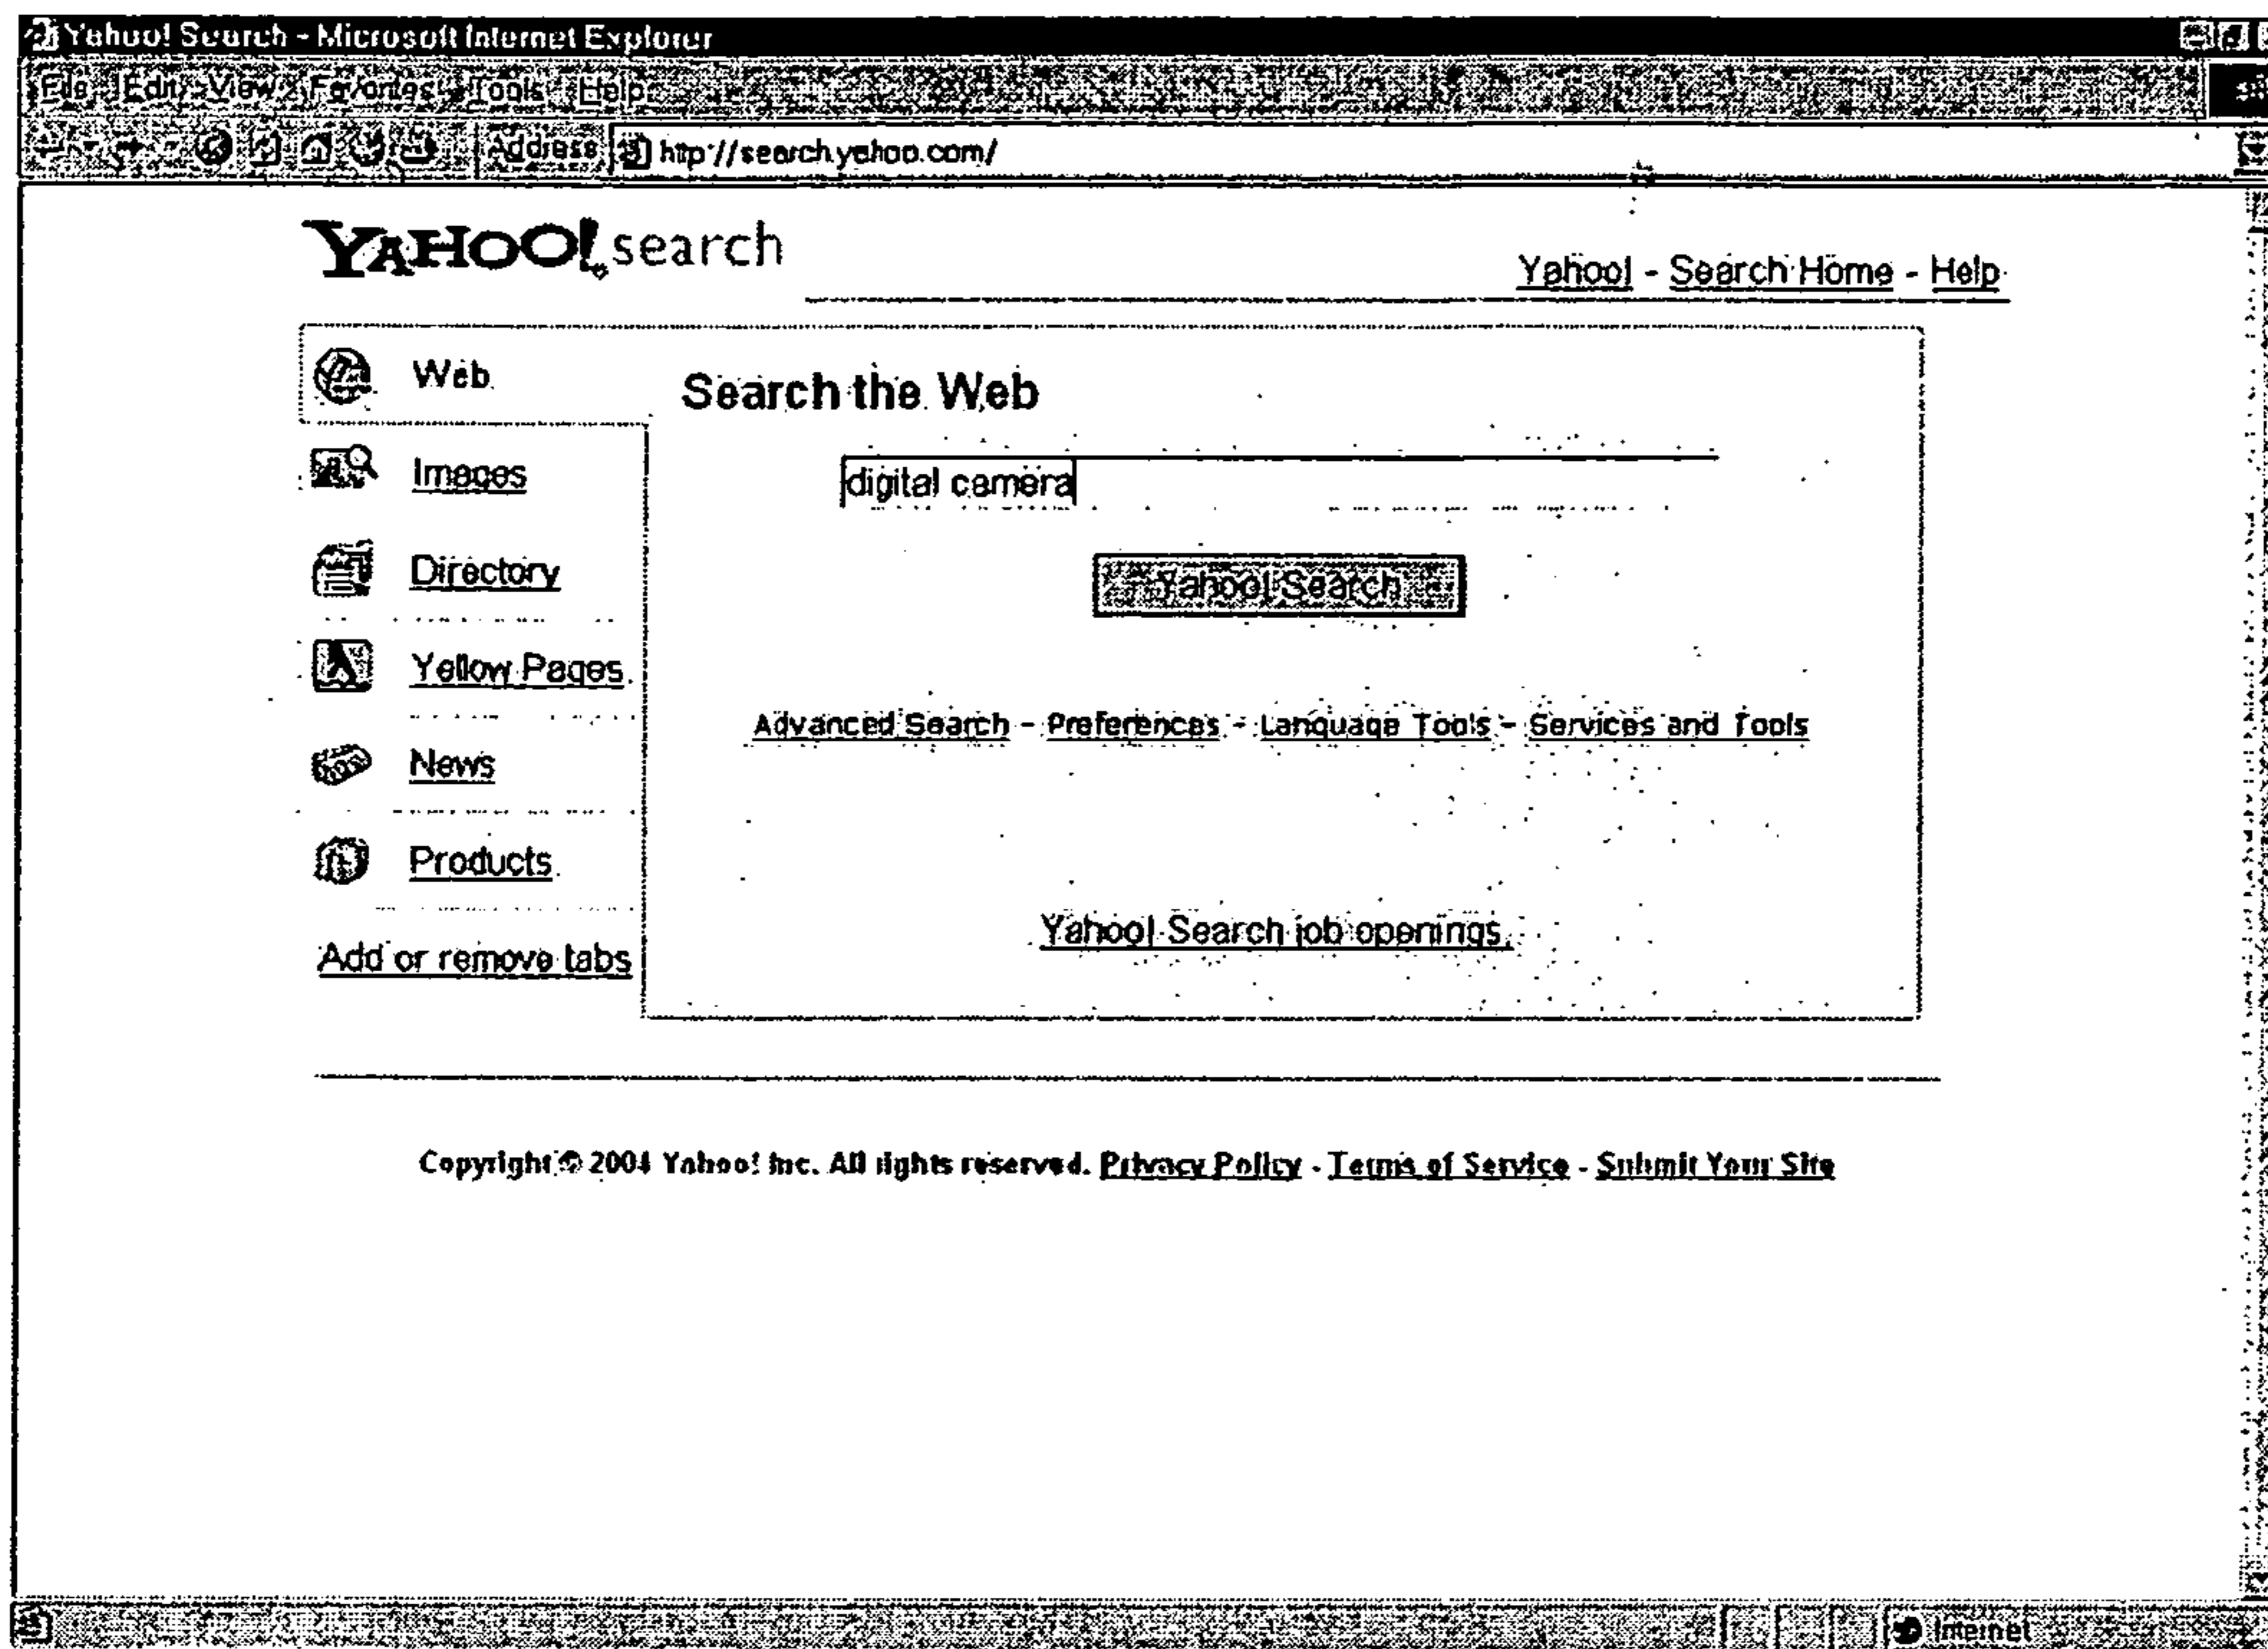 Yahoo! Search - Microsoft Internet Explorer
File Edit View Favorites Tools Help
Address http://search.yahoo.com/
YAHOO! search
Yahoo! - Search Home - Help
Web
Search the Web
Images
digital camera
Directory
Yahoo! Search
Yellow Pages
Advanced Search - Preferences - Language Tools - Services and Tools
News
Products
Yahoo! Search job openings
Add or remove tabs
Copyright © 2004 Yahoo! Inc. All rights reserved. Privacy Policy - Terms of Service - Submit Your Site
Internet